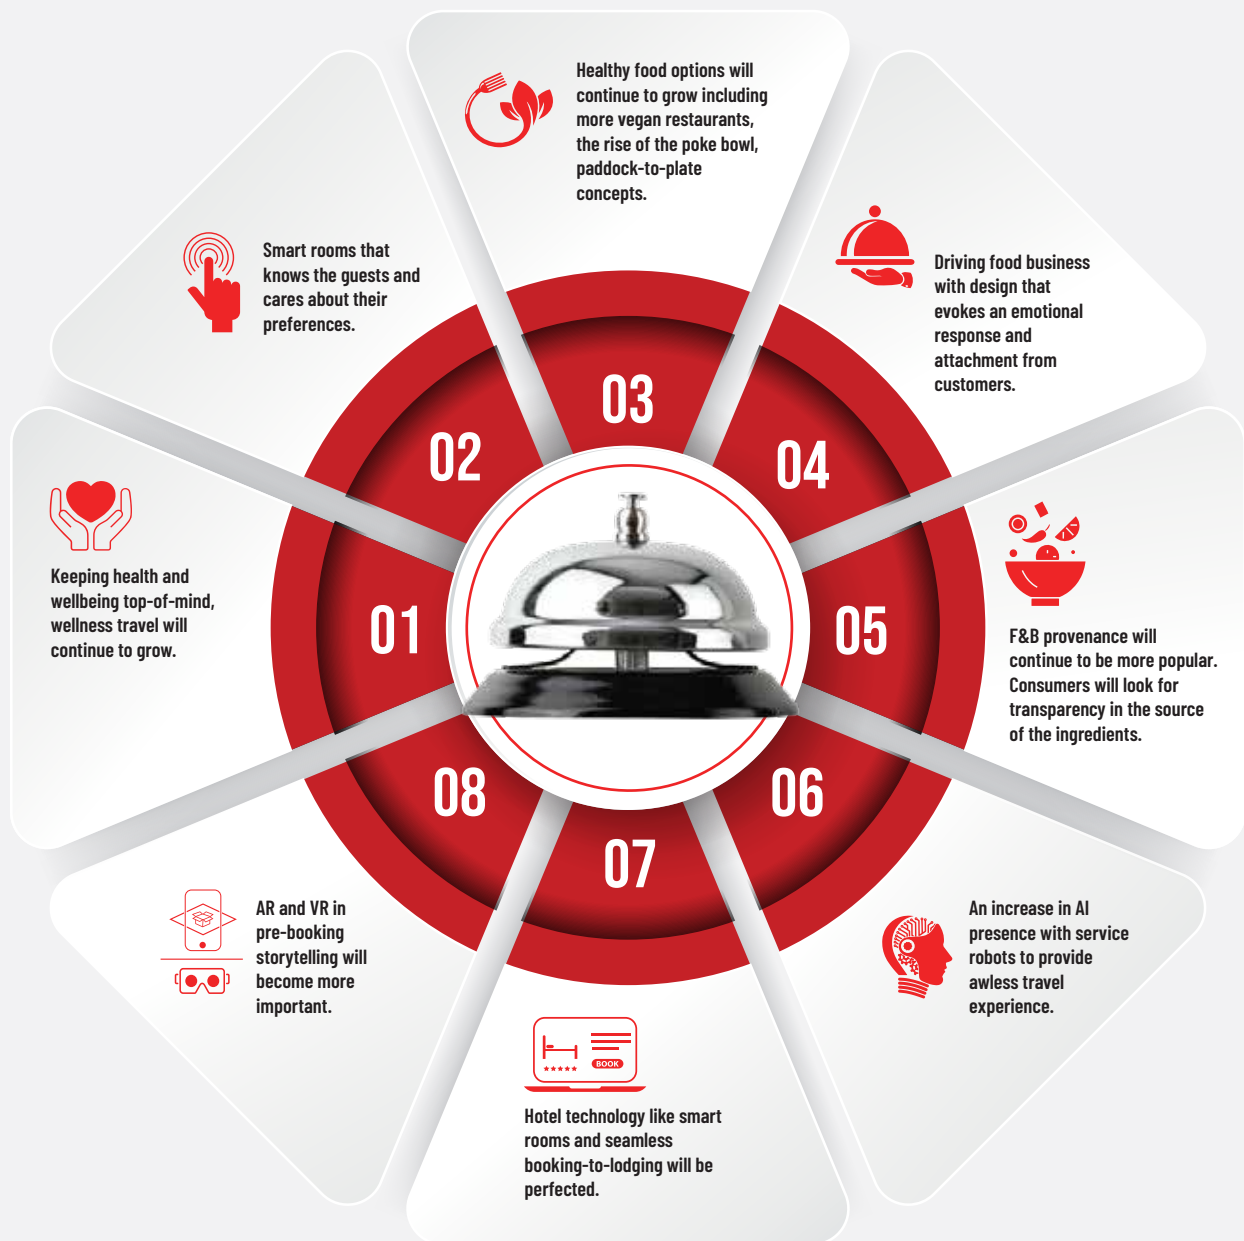 01
Keeping health and
wellbeing top-of-mind,
wellness travel will
continue to grow.
02
Smart rooms that
knows the guests and
cares about their
preferences.
03
Healthy food options will
continue to grow including
more vegan restaurants,
the rise of the poke bowl,
paddock-to-plate
concepts.
04
Driving food business
with design that
evokes an emotional
response and
attachment from
customers.
05
F&B provenance will
continue to be more popular.
Consumers will look for
transparency in the source
of the ingredients.
06
An increase in AI
presence with service
robots to provide
awless travel
experience.
07
BOOK
Hotel technology like smart
rooms and seamless
booking-to-lodging will be
perfected.
08
AR and VR in
pre-booking
storytelling will
become more
important.